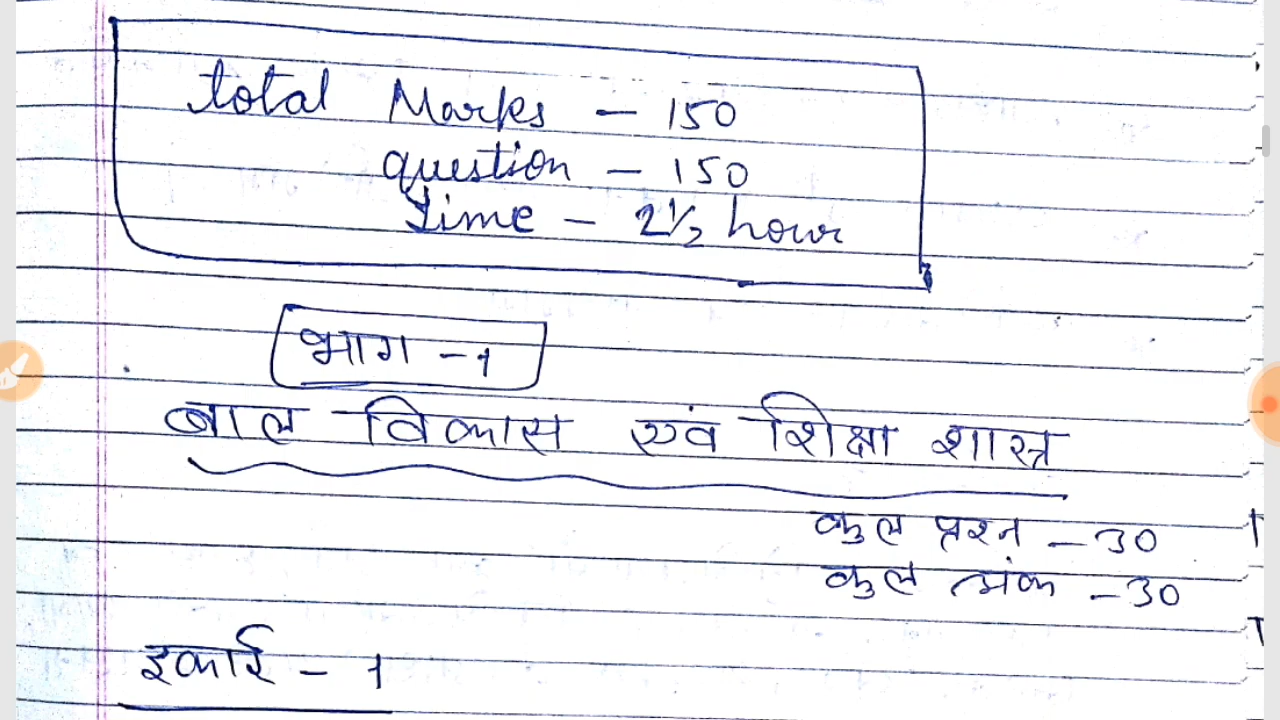 total Marks - 150
question - 150
Time - 2½ hour
भाग - 1
बाल विकास एवं शिक्षा शास्त्र
कुल प्रश्न - 30
कुल अंक - 30
इकाई - 1